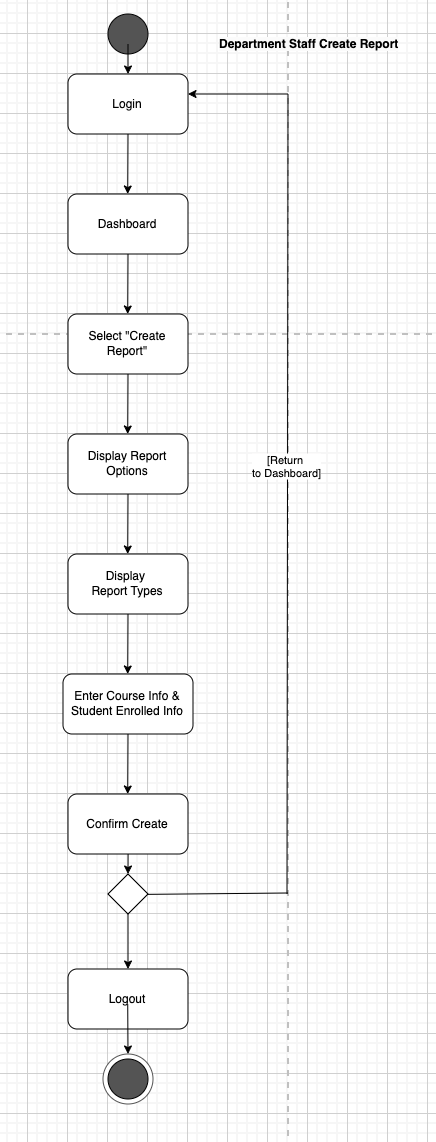 Department Staff Create Report
Login
Dashboard
Select "Create
Report"
Display Report
Options
[Return
to Dashboard]
Display
Report Types
Enter Course Info &
Student Enrolled Info
Confirm Create
Logout